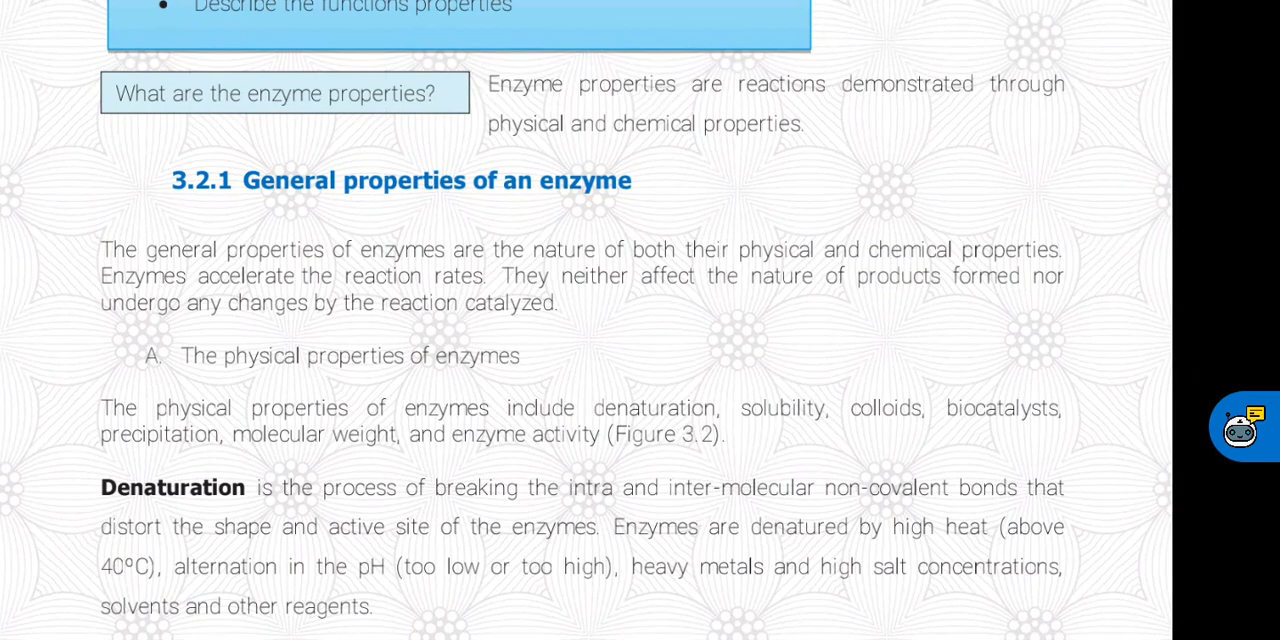 • Describe the functions properties
What are the enzyme properties?
Enzyme properties are reactions demonstrated through
physical and chemical properties.
3.2.1 General properties of an enzyme
The general properties of enzymes are the nature of both their physical and chemical properties.
Enzymes accelerate the reaction rates. They neither affect the nature of products formed nor
undergo any changes by the reaction catalyzed.
A. The physical properties of enzymes
The physical properties of enzymes include denaturation, solubility, colloids, biocatalysts,
precipitation, molecular weight, and enzyme activity (Figure 3.2).
Denaturation is the process of breaking the intra and inter-molecular non-covalent bonds that
distort the shape and active site of the enzymes. Enzymes are denatured by high heat (above
40ºC), alternation in the pH (too low or too high), heavy metals and high salt concentrations,
solvents and other reagents.